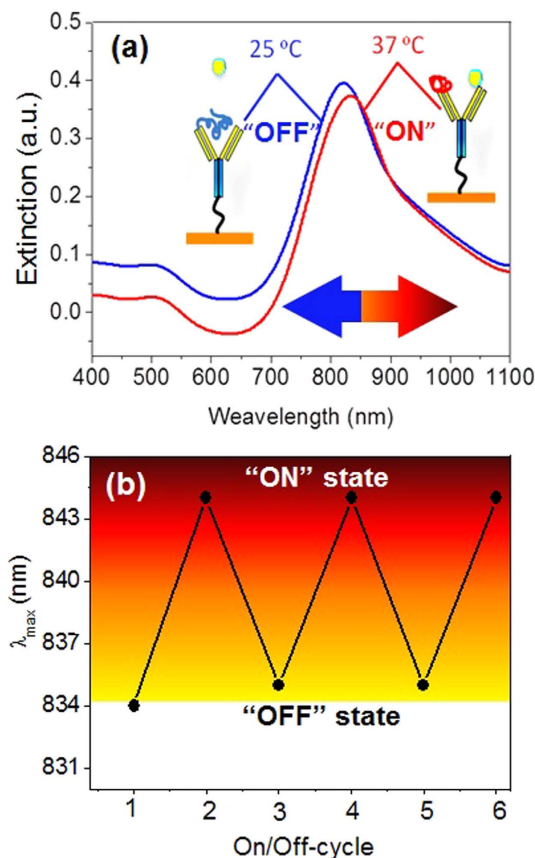 (a)
25 ºC
37 ºC
"OFF"
"ON"
Extinction (a.u.)
0.5
0.4
0.3
0.2
0.1
0.0
400 500 600 700 800 900 1000 1100
Weavelength (nm)
(b)
"ON" state
"OFF" state
λmax (nm)
846
843
840
837
834
831
1 2 3 4 5 6
On/Off-cycle